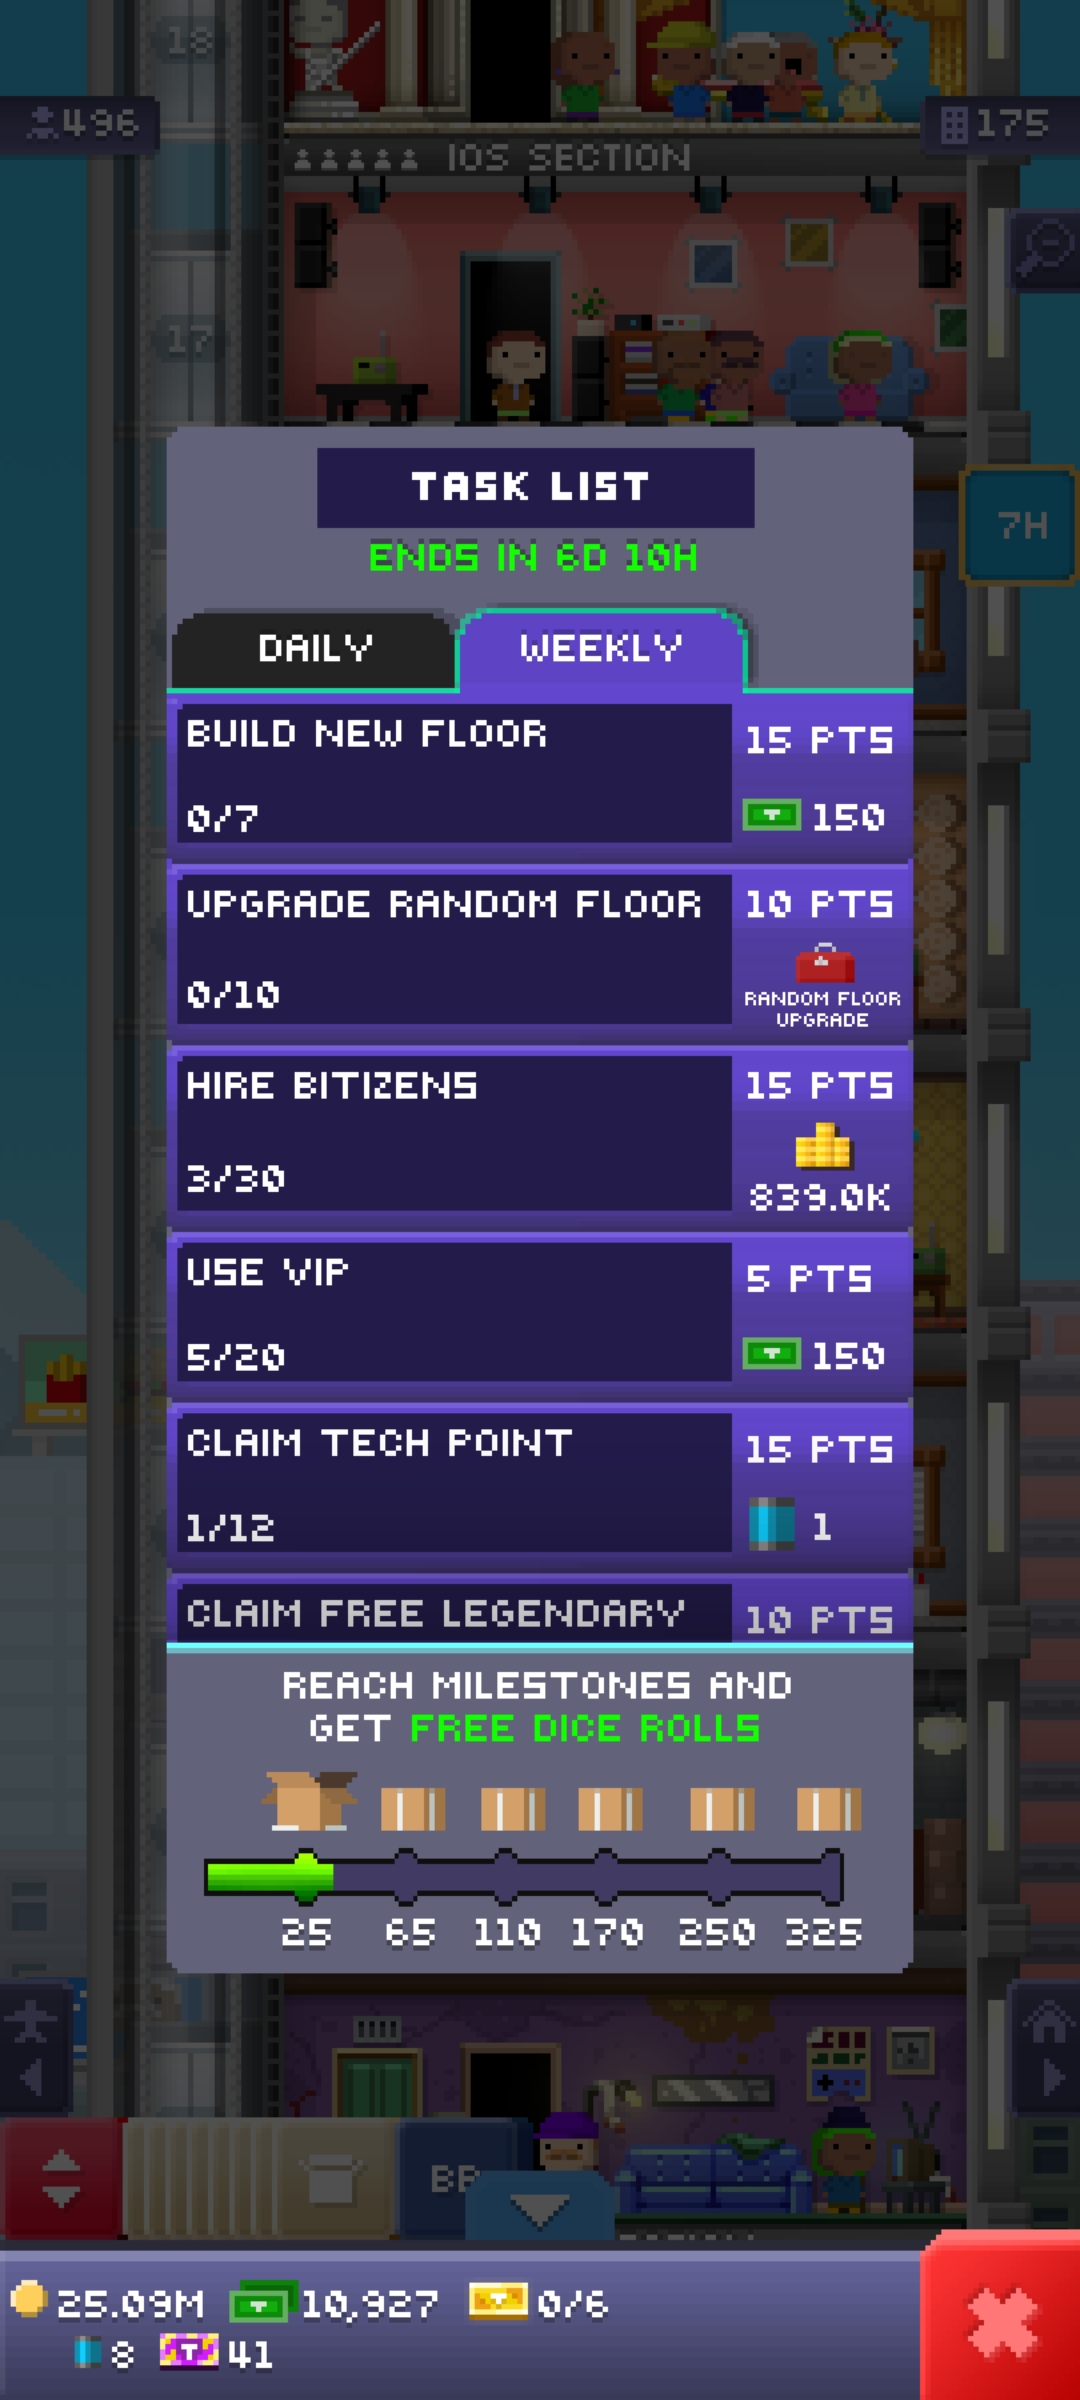 18
496
175
IOS SECTION
17
TASK LIST
ENDS IN 6D 10H
7H
DAILY
WEEKLY
BUILD NEW FLOOR
15 PTS
0/7
150
UPGRADE RANDOM FLOOR
10 PTS
0/10
RANDOM FLOOR
UPGRADE
HIRE BITIZENS
15 PTS
3/30
839.0K
USE VIP
5 PTS
5/20
150
CLAIM TECH POINT
15 PTS
1/12
1
CLAIM FREE LEGENDARY
10 PTS
REACH MILESTONES AND
GET FREE DICE ROLLS
25 65 110 170 250 325
25.09M 10,927 0/6
8 41